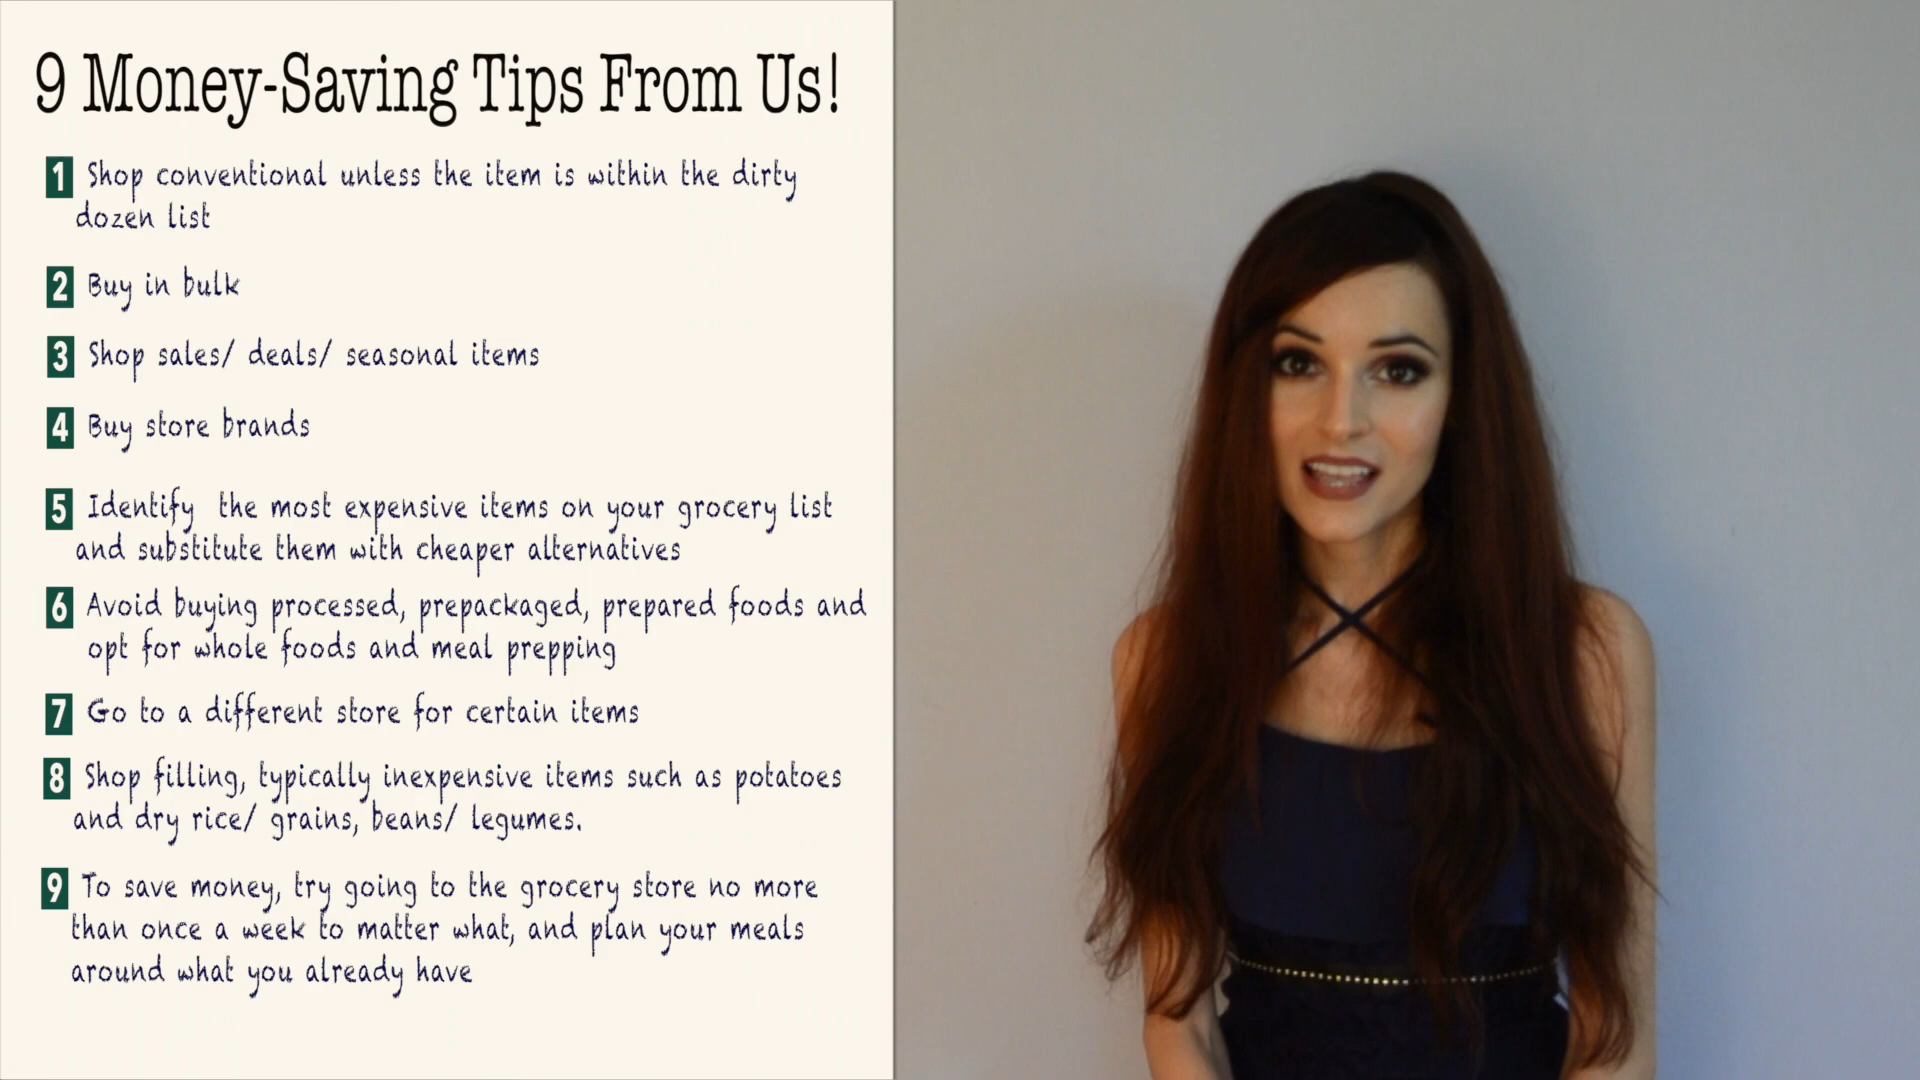 9 Money-Saving Tips From Us!
1 Shop conventional unless the item is within the dirty
dozen list
2 Buy in bulk
3 Shop sales/ deals/ seasonal items
4 Buy store brands
5 Identify the most expensive items on your grocery list
and substitute them with cheaper alternatives
6 Avoid buying processed, prepackaged, prepared foods and
opt for whole foods and meal prepping
7 Go to a different store for certain items
8 Shop filling, typically inexpensive items such as potatoes
and dry rice/ grains, beans/ legumes.
9 To save money, try going to the grocery store no more
than once a week to matter what, and plan your meals
around what you already have